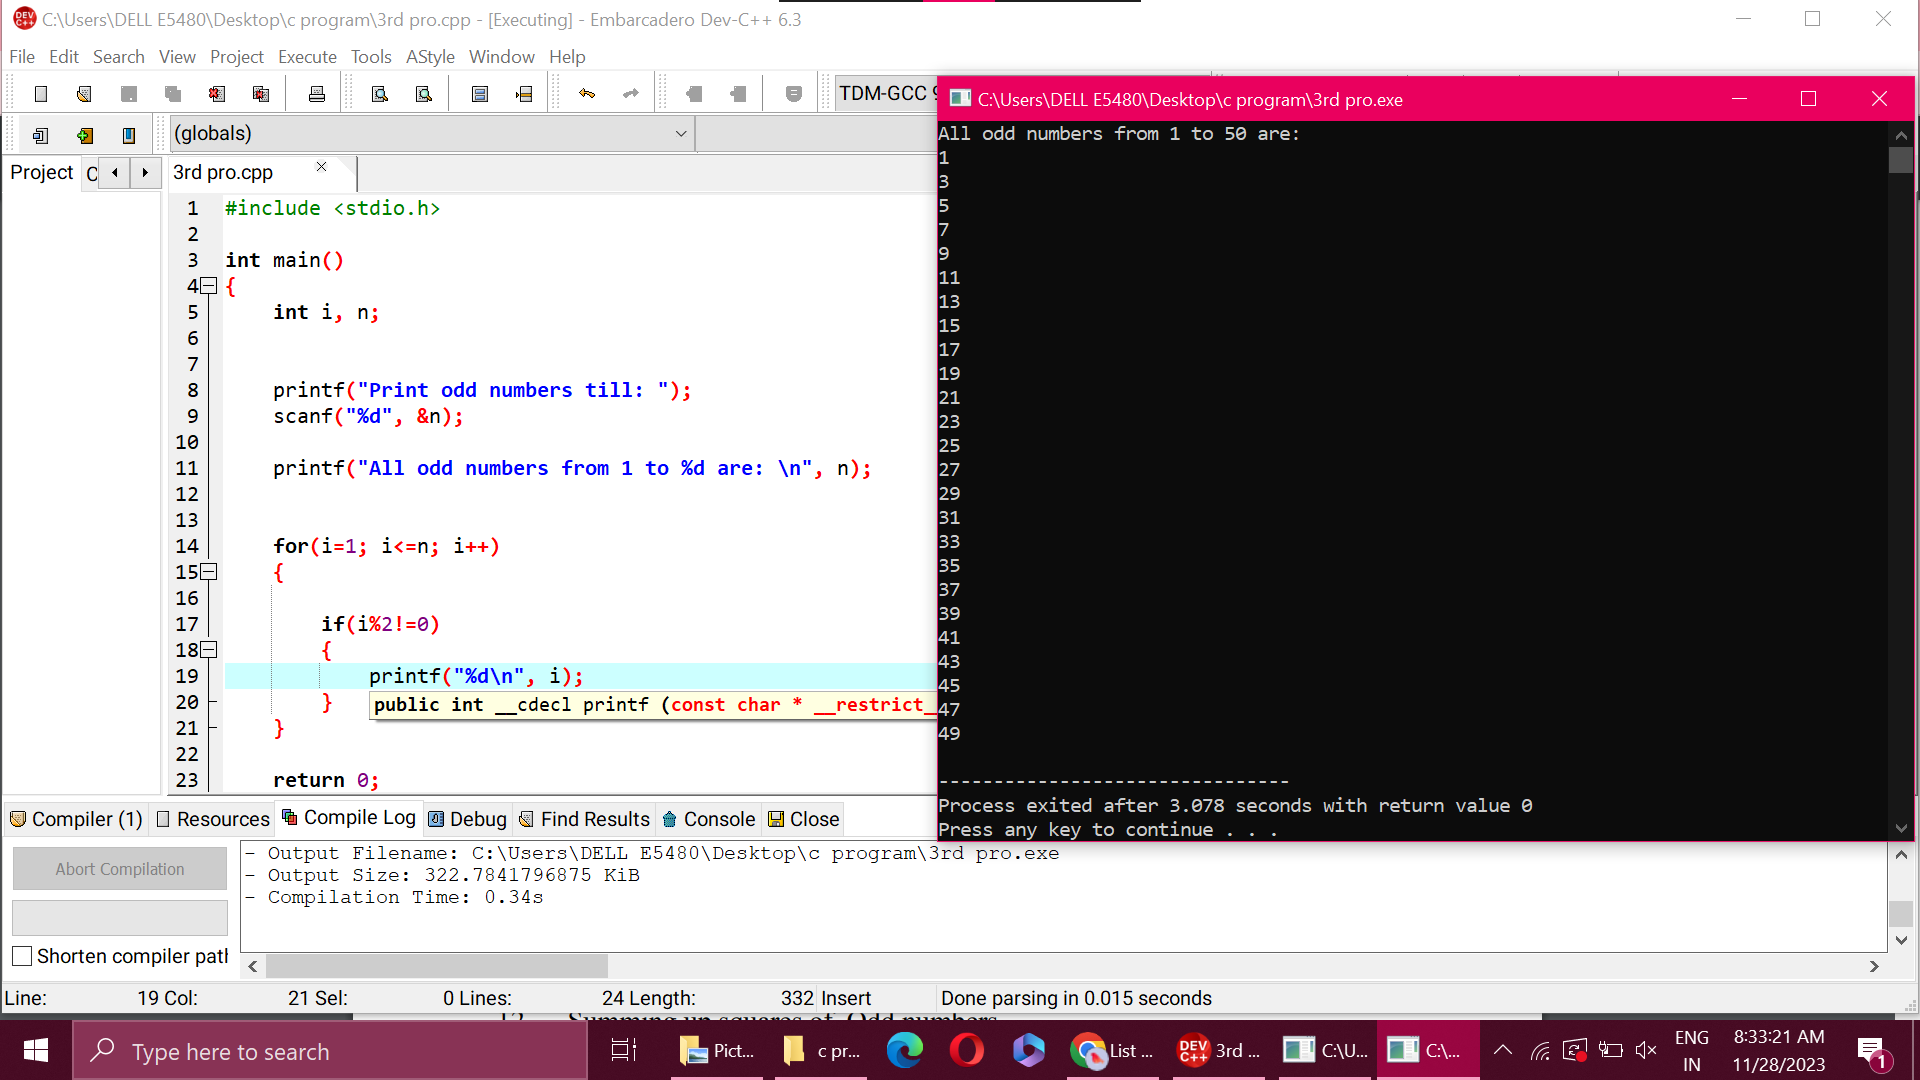 C:\Users\DELL E5480\Desktop\c program\3rd pro.cpp - [Executing] - Embarcadero Dev-C++ 6.3
File Edit Search View Project Execute Tools AStyle Window Help
TDM-GCC
(globals)
Project
3rd pro.cpp
1 #include <stdio.h>
2
3 int main()
4 {
5 int i, n;
6
7
8 printf("Print odd numbers till: ");
9 scanf("%d", &n);
10
11 printf("All odd numbers from 1 to %d are: \n", n);
12
13
14 for(i=1; i<=n; i++)
15 {
16
17 if(i%2!=0)
18 {
19 printf("%d\n", i);
20 }
public int __cdecl printf (const char * __restrict__
21 }
22
23 return 0;
C:\Users\DELL E5480\Desktop\c program\3rd pro.exe
All odd numbers from 1 to 50 are:
1
3
5
7
9
11
13
15
17
19
21
23
25
27
29
31
33
35
37
39
41
43
45
47
49
--------------------------------
Process exited after 3.078 seconds with return value 0
Press any key to continue . . .
Compiler (1) Resources Compile Log Debug Find Results Console Close
Abort Compilation
Shorten compiler path
- Output Filename: C:\Users\DELL E5480\Desktop\c program\3rd pro.exe
- Output Size: 322.7841796875 KiB
- Compilation Time: 0.34s
Line: 19 Col: 21 Sel: 0 Lines: 24 Length: 332 Insert Done parsing in 0.015 seconds
12 Summing up squares of Odd numbers
Type here to search
Pict...
c pr...
List ...
DEV C++
3rd ...
C:\U...
C:\...
ENG
IN
8:33:21 AM
11/28/2023
1